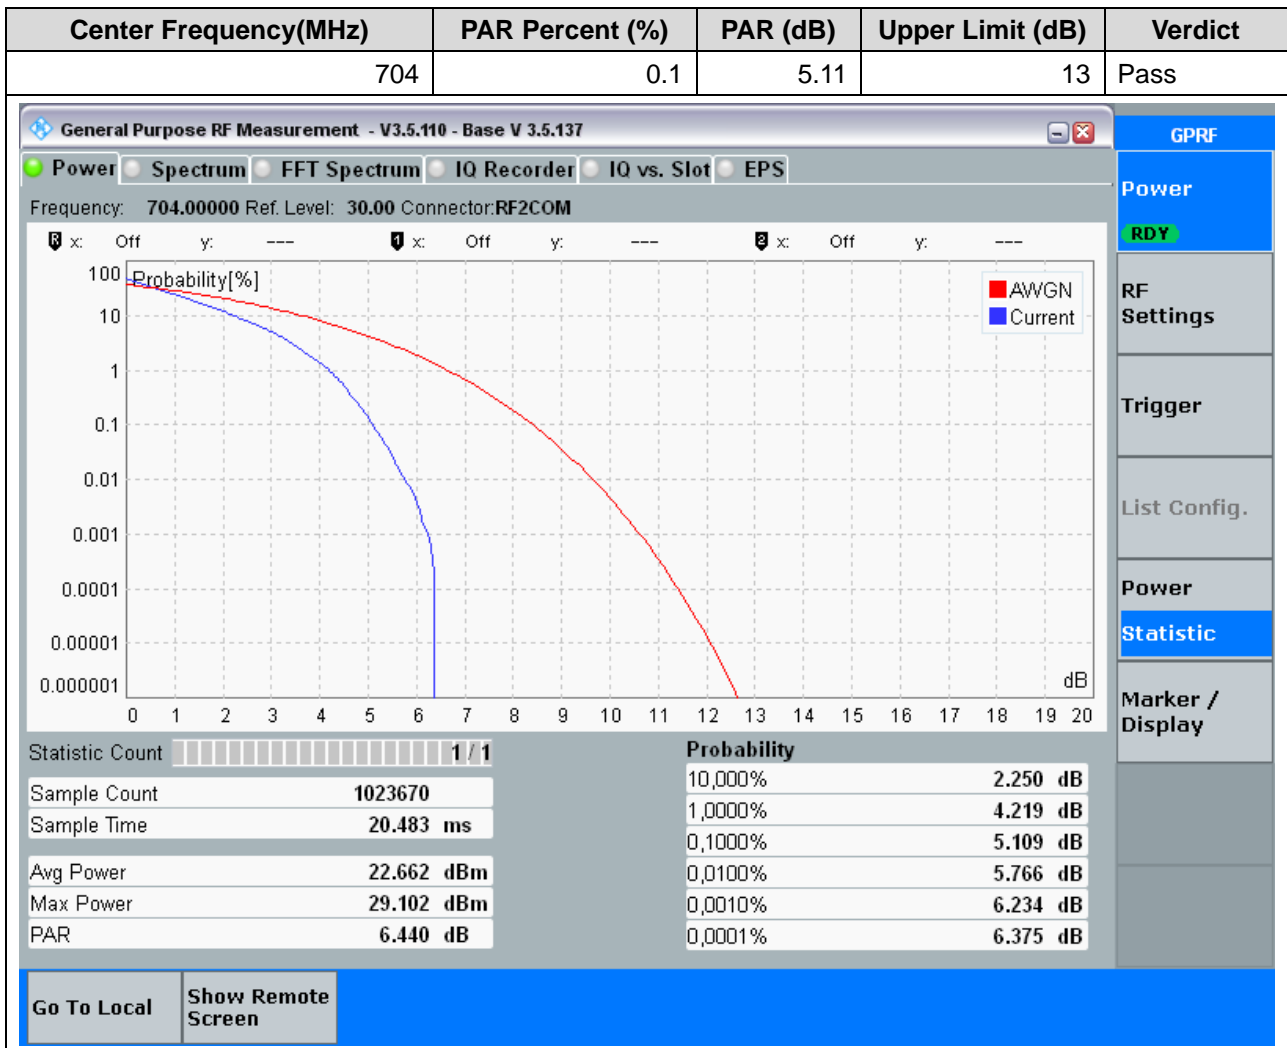 Center Frequency(MHz) PAR Percent (%) PAR (dB) Upper Limit (dB) Verdict
704 0.1 5.11 13 Pass
General Purpose RF Measurement - V3.5.110 - Base V 3.5.137
GPRF
Power Spectrum FFT Spectrum IQ Recorder IQ vs. Slot EPS
Frequency: 704.00000 Ref. Level: 30.00 Connector:RF2COM
R x: Off y: --- 1 x: Off y: --- 2 x: Off y: ---
Probability[%]
AWGN
Current
100
10
1
0.1
0.01
0.001
0.0001
0.00001
0.000001
dB
0 1 2 3 4 5 6 7 8 9 10 11 12 13 14 15 16 17 18 19 20
Statistic Count 1 / 1
Sample Count 1023670
Sample Time 20.483 ms
Avg Power 22.662 dBm
Max Power 29.102 dBm
PAR 6.440 dB
Probability
10,000% 2.250 dB
1,0000% 4.219 dB
0,1000% 5.109 dB
0,0100% 5.766 dB
0,0010% 6.234 dB
0,0001% 6.375 dB
Power
RDY
RF
Settings
Trigger
List Config.
Power
Statistic
Marker /
Display
Go To Local
Show Remote
Screen